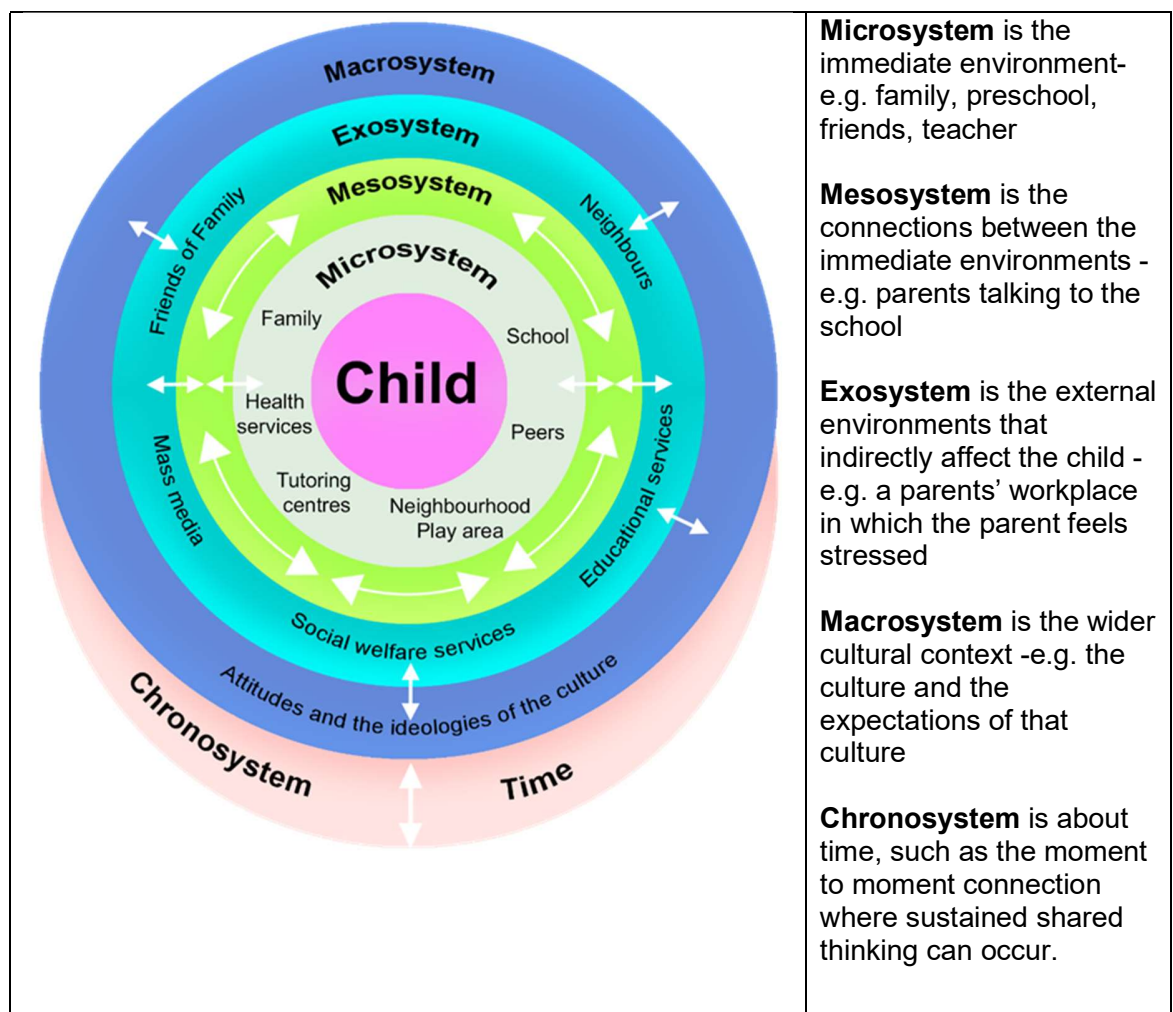 Macrosystem
Exosystem
Mesosystem
Microsystem
Friends of Family
Neighbours
Family
School
Child
Health
services
Peers
Mass media
Tutoring
centres
Neighbourhood
Play area
Educational services
Social welfare services
Attitudes and the ideologies of the culture
Chronosystem
Time
Microsystem is the
immediate environment-
e.g. family, preschool,
friends, teacher
Mesosystem is the
connections between the
immediate environments -
e.g. parents talking to the
school
Exosystem is the external
environments that
indirectly affect the child -
e.g. a parents’ workplace
in which the parent feels
stressed
Macrosystem is the wider
cultural context -e.g. the
culture and the
expectations of that
culture
Chronosystem is about
time, such as the moment
to moment connection
where sustained shared
thinking can occur.